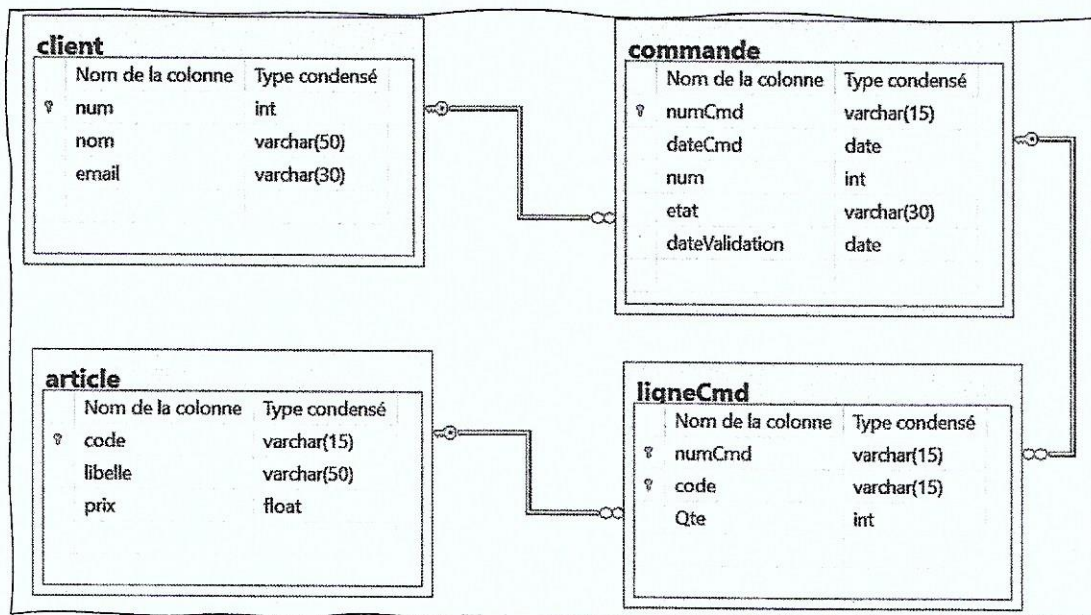 client
Nom de la colonne Type condensé
num int
nom varchar(50)
email varchar(30)
commande
Nom de la colonne Type condensé
numCmd varchar(15)
dateCmd date
num int
etat varchar(30)
dateValidation date
article
Nom de la colonne Type condensé
code varchar(15)
libelle varchar(50)
prix float
ligneCmd
Nom de la colonne Type condensé
numCmd varchar(15)
code varchar(15)
Qte int